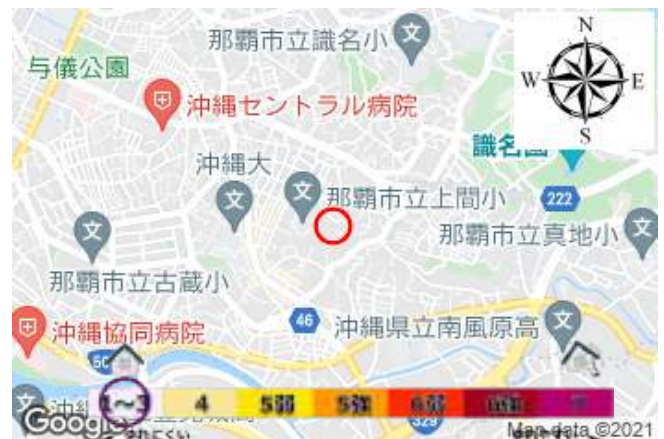 那覇市立識名小
N
与儀公園
W
E
沖縄セントラル病院
S
識名園
沖縄大
那覇市立上間小
222
那覇市立真地小
那覇市立古蔵小
46
沖縄県立南風原高
沖縄協同病院
50
1~3
4
5弱
5強
6弱
6強
7
Google
329
Map data ©2021